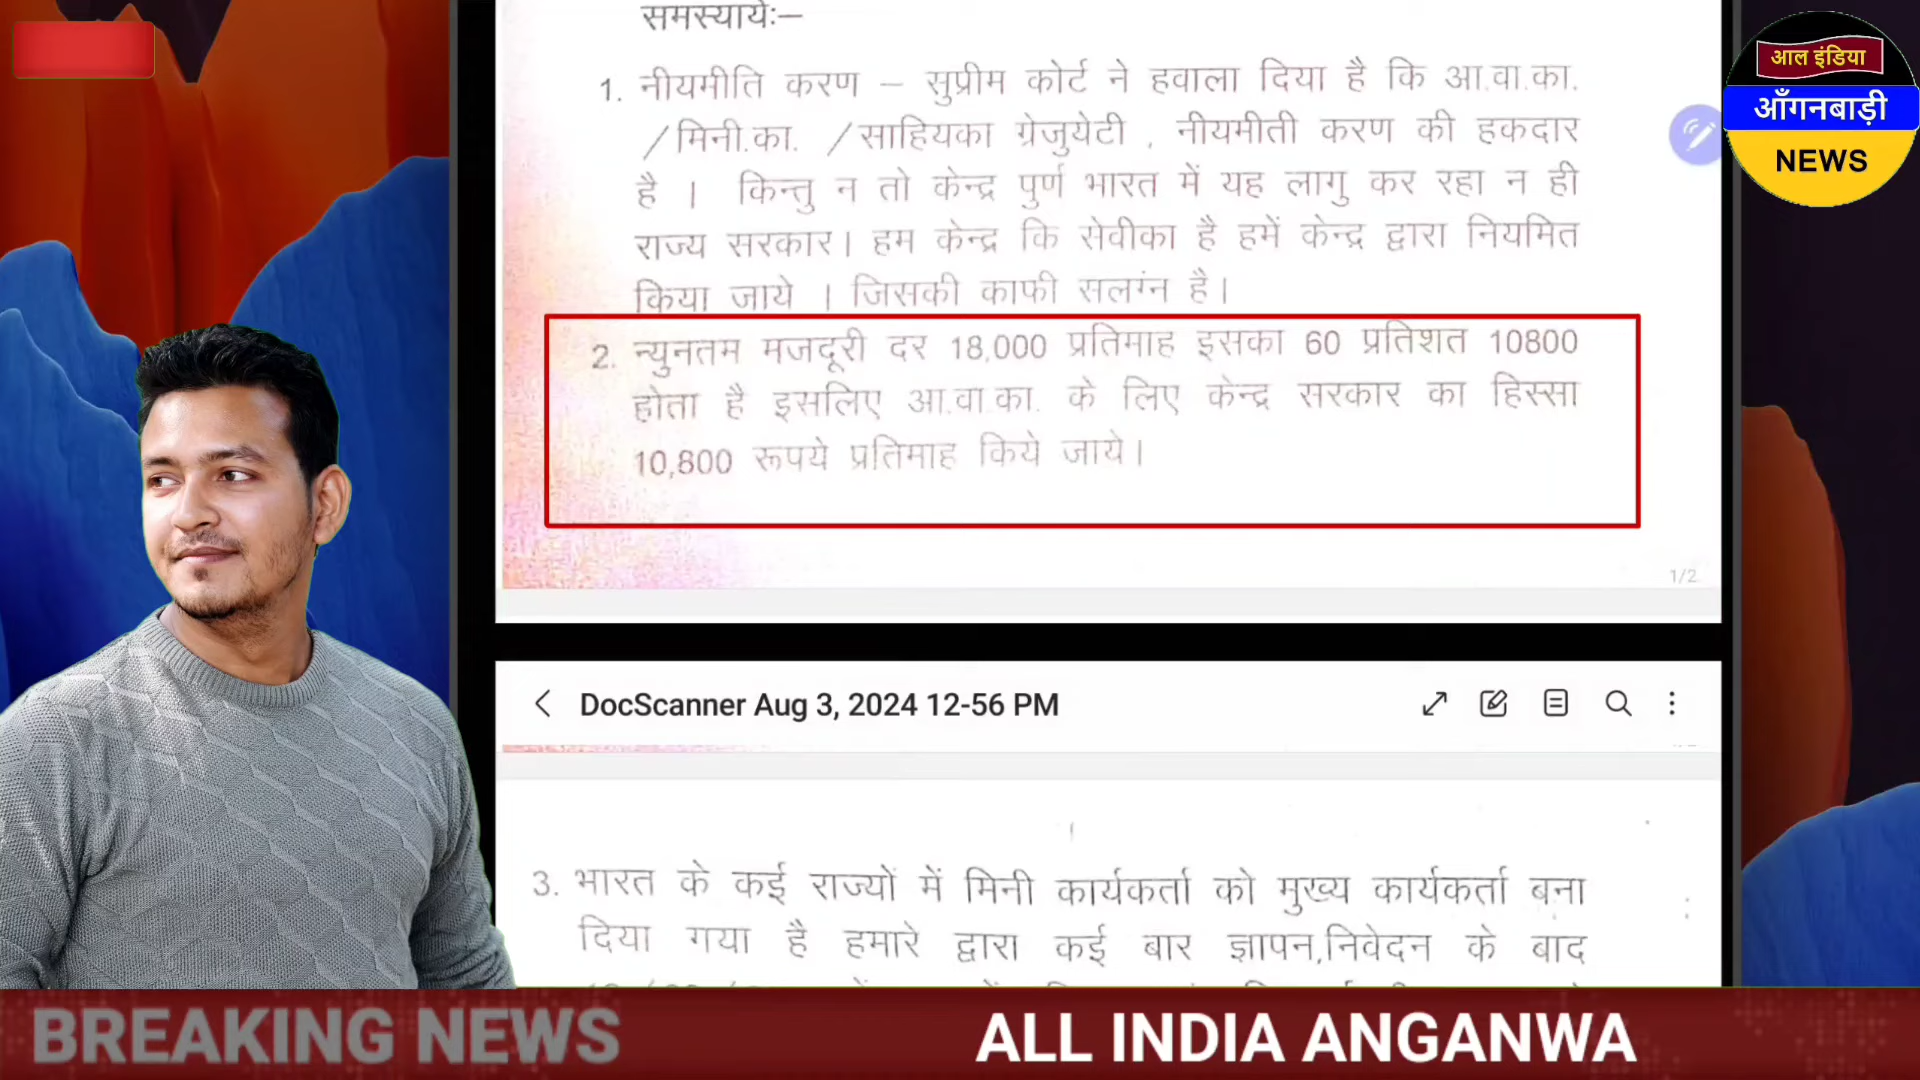 समस्यायेः–
1. नीयमीति करण – सुप्रीम कोर्ट ने हवाला दिया है कि आ.वा.का.
/मिनी.का. /साहियका ग्रेजुयेटी , नीयमीती करण की हकदार
है । किन्तु न तो केन्द्र पुर्ण भारत में यह लागु कर रहा न ही
राज्य सरकार। हम केन्द्र कि सेवीका है हमें केन्द्र द्वारा नियमित
किया जाये । जिसकी काफी सलग्ंन है।
2. न्युनतम मजदूरी दर 18,000 प्रतिमाह इसका 60 प्रतिशत 10800
होता है इसलिए आ.वा.का. के लिए केन्द्र सरकार का हिस्सा
10,800 रूपये प्रतिमाह किये जाये।
1/2
DocScanner Aug 3, 2024 12-56 PM
3. भारत के कई राज्यों में मिनी कार्यकर्ता को मुख्य कार्यकर्ता बना
दिया गया है हमारे द्वारा कई बार ज्ञापन,निवेदन के बाद
आल इंडिया
आँगनबाड़ी
NEWS
BREAKING NEWS
ALL INDIA ANGANWA